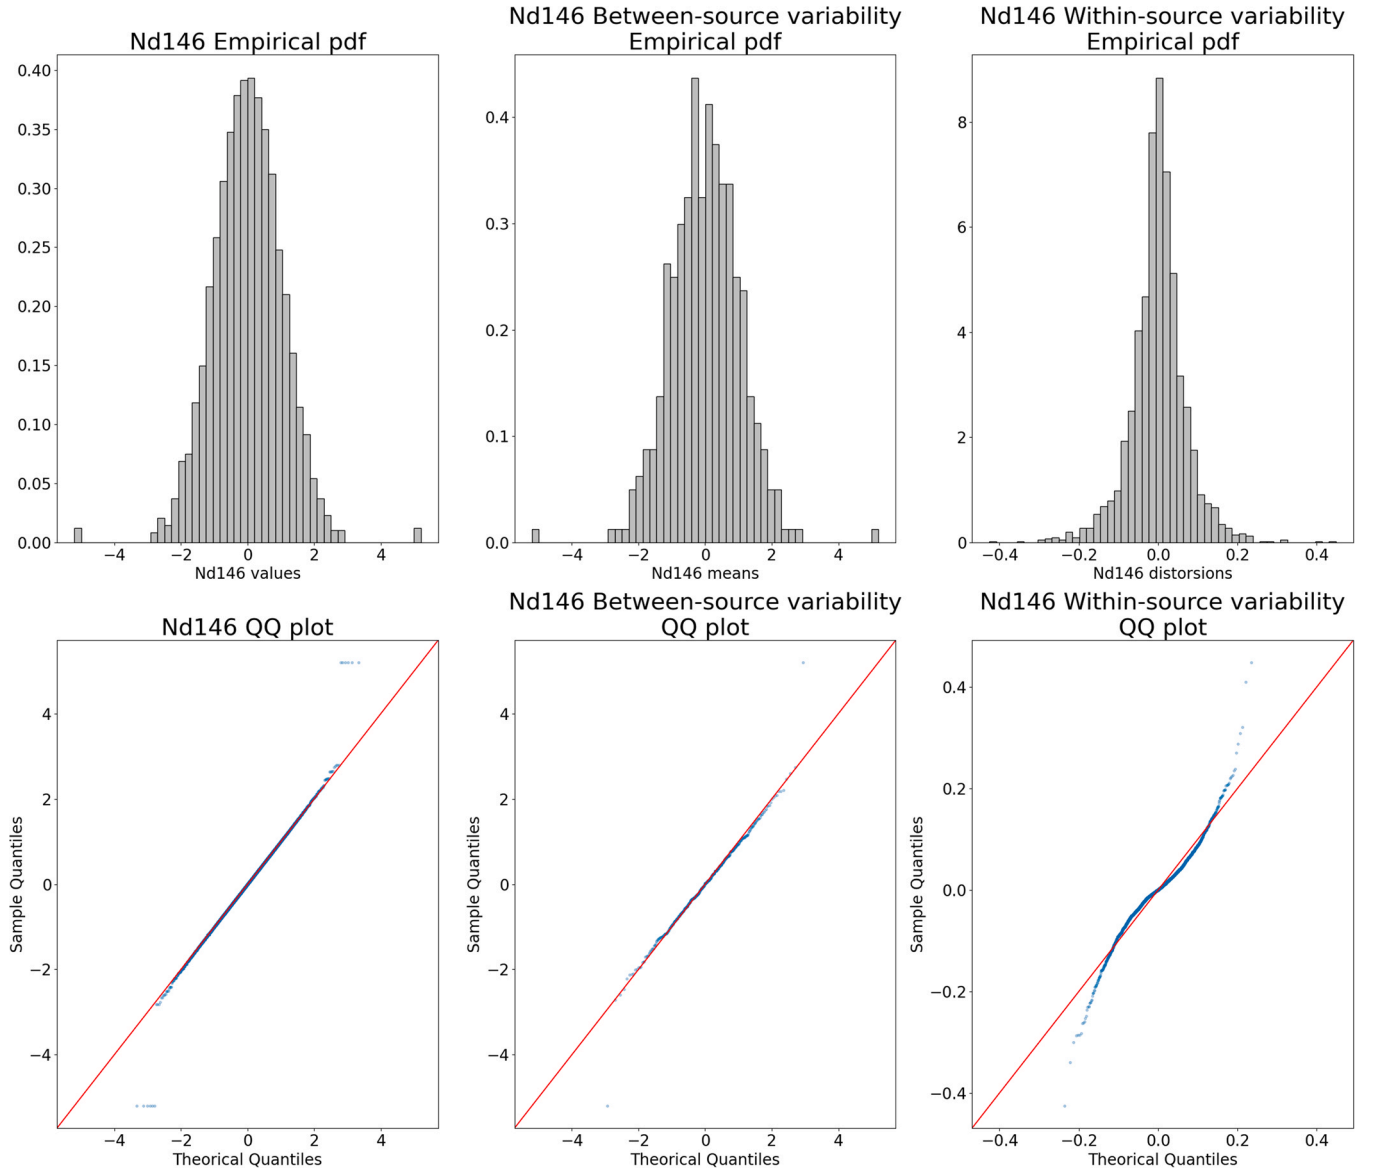 Nd146 Empirical pdf
0.40
0.35
0.30
0.25
0.20
0.15
0.10
0.05
0.00
−4 −2 0 2 4
Nd146 values
Nd146 Between-source variability
Empirical pdf
0.4
0.3
0.2
0.1
0.0
−4 −2 0 2 4
Nd146 means
Nd146 Within-source variability
Empirical pdf
8
6
4
2
0
−0.4 −0.2 0.0 0.2 0.4
Nd146 distorsions
Nd146 QQ plot
Sample Quantiles
4
2
0
−2
−4
−4 −2 0 2 4
Theorical Quantiles
Nd146 Between-source variability
QQ plot
Sample Quantiles
4
2
0
−2
−4
−4 −2 0 2 4
Theorical Quantiles
Nd146 Within-source variability
QQ plot
Sample Quantiles
0.4
0.2
0.0
−0.2
−0.4
−0.4 −0.2 0.0 0.2 0.4
Theorical Quantiles